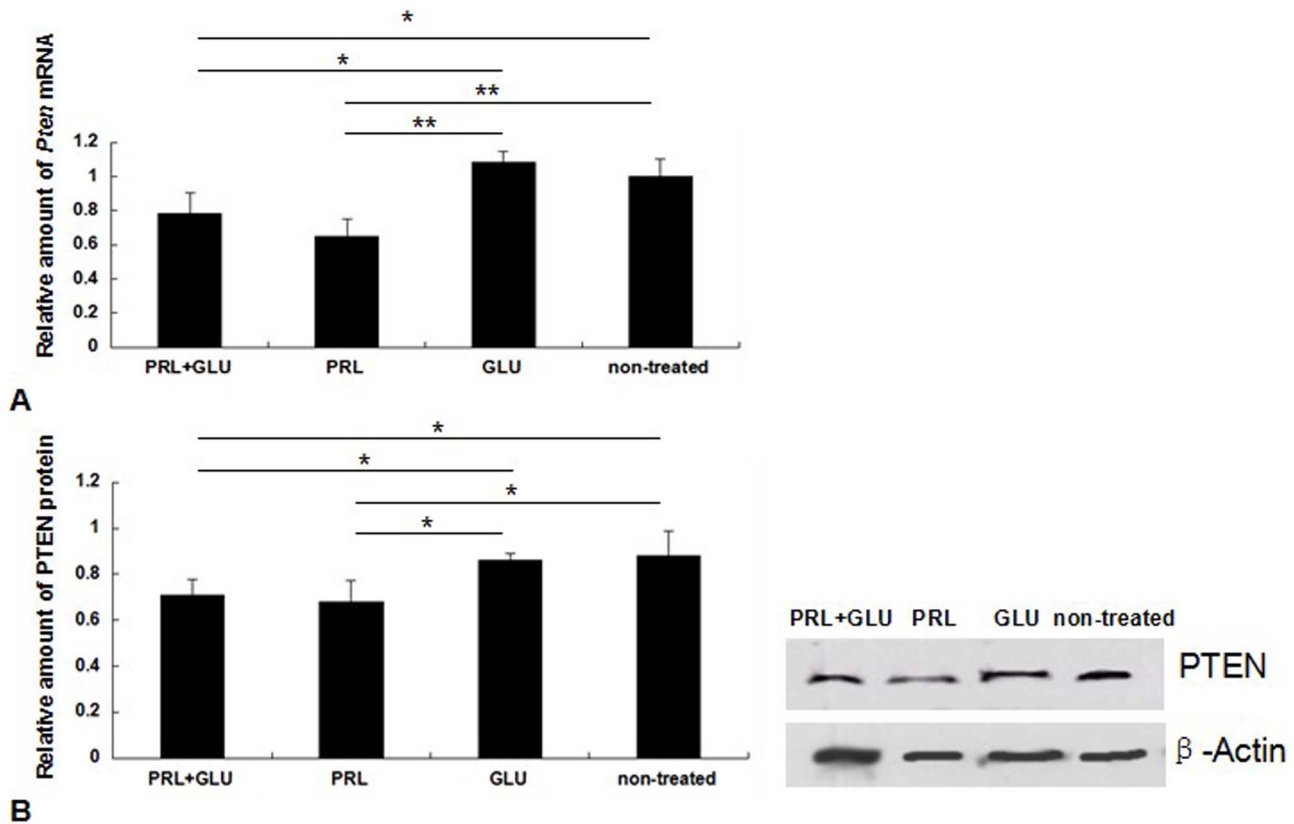 *
*
**
**
Relative amount of Pten mRNA
1.2
1
0.8
0.6
0.4
0.2
0
PRL+GLU PRL GLU non-treated
A
*
*
*
*
Relative amount of PTEN protein
1.2
1
0.8
0.6
0.4
0.2
0
PRL+GLU PRL GLU non-treated
B
PRL+GLU PRL GLU non-treated
PTEN
β-Actin